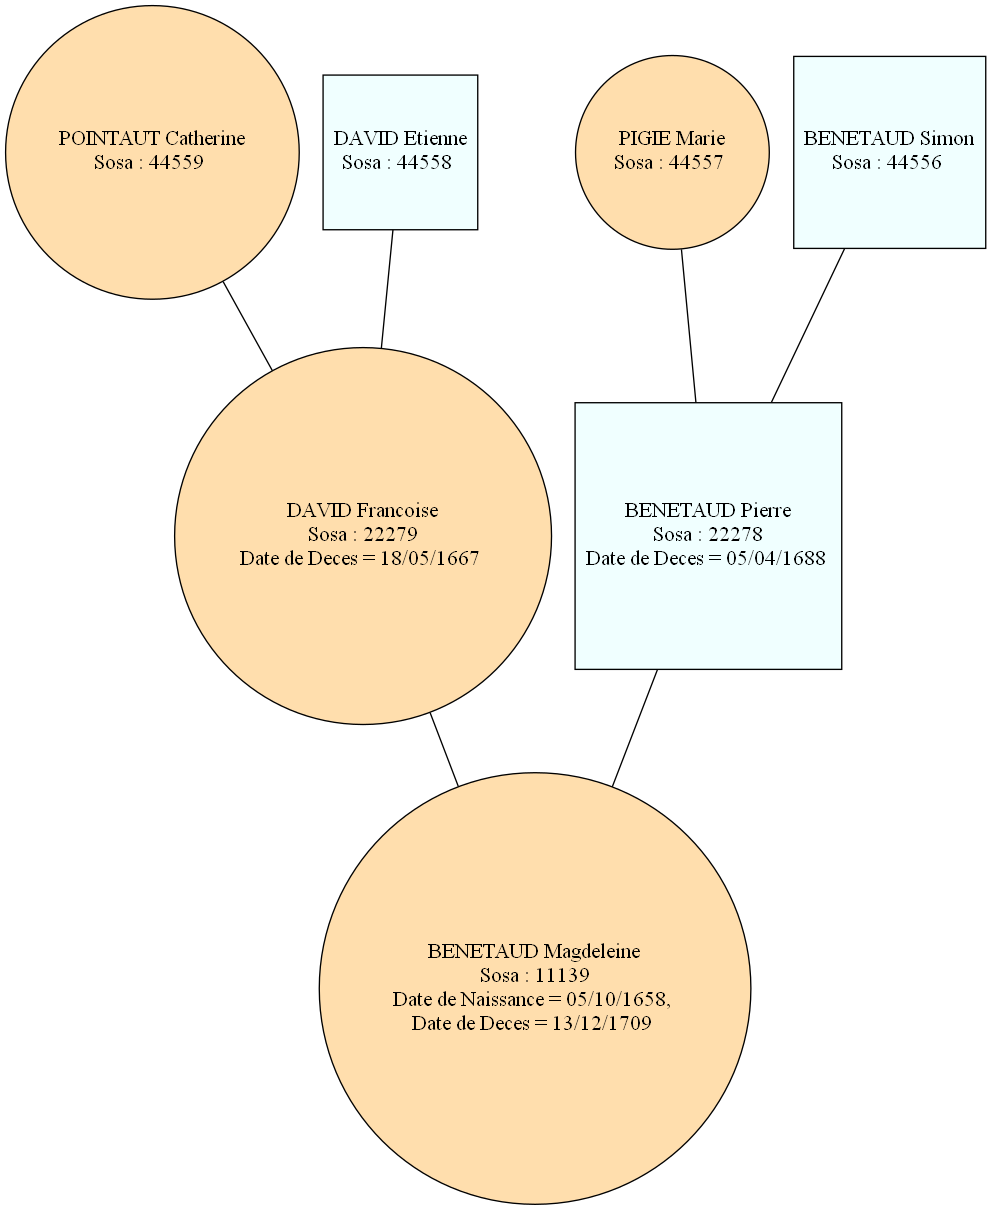 POINTAUT Catherine
Sosa : 44559
DAVID Etienne
Sosa : 44558
PIGIE Marie
Sosa : 44557
BENETAUD Simon
Sosa : 44556
DAVID Francoise
Sosa : 22279
Date de Deces = 18/05/1667
BENETAUD Pierre
Sosa : 22278
Date de Deces = 05/04/1688
BENETAUD Magdeleine
Sosa : 11139
Date de Naissance = 05/10/1658,
Date de Deces = 13/12/1709